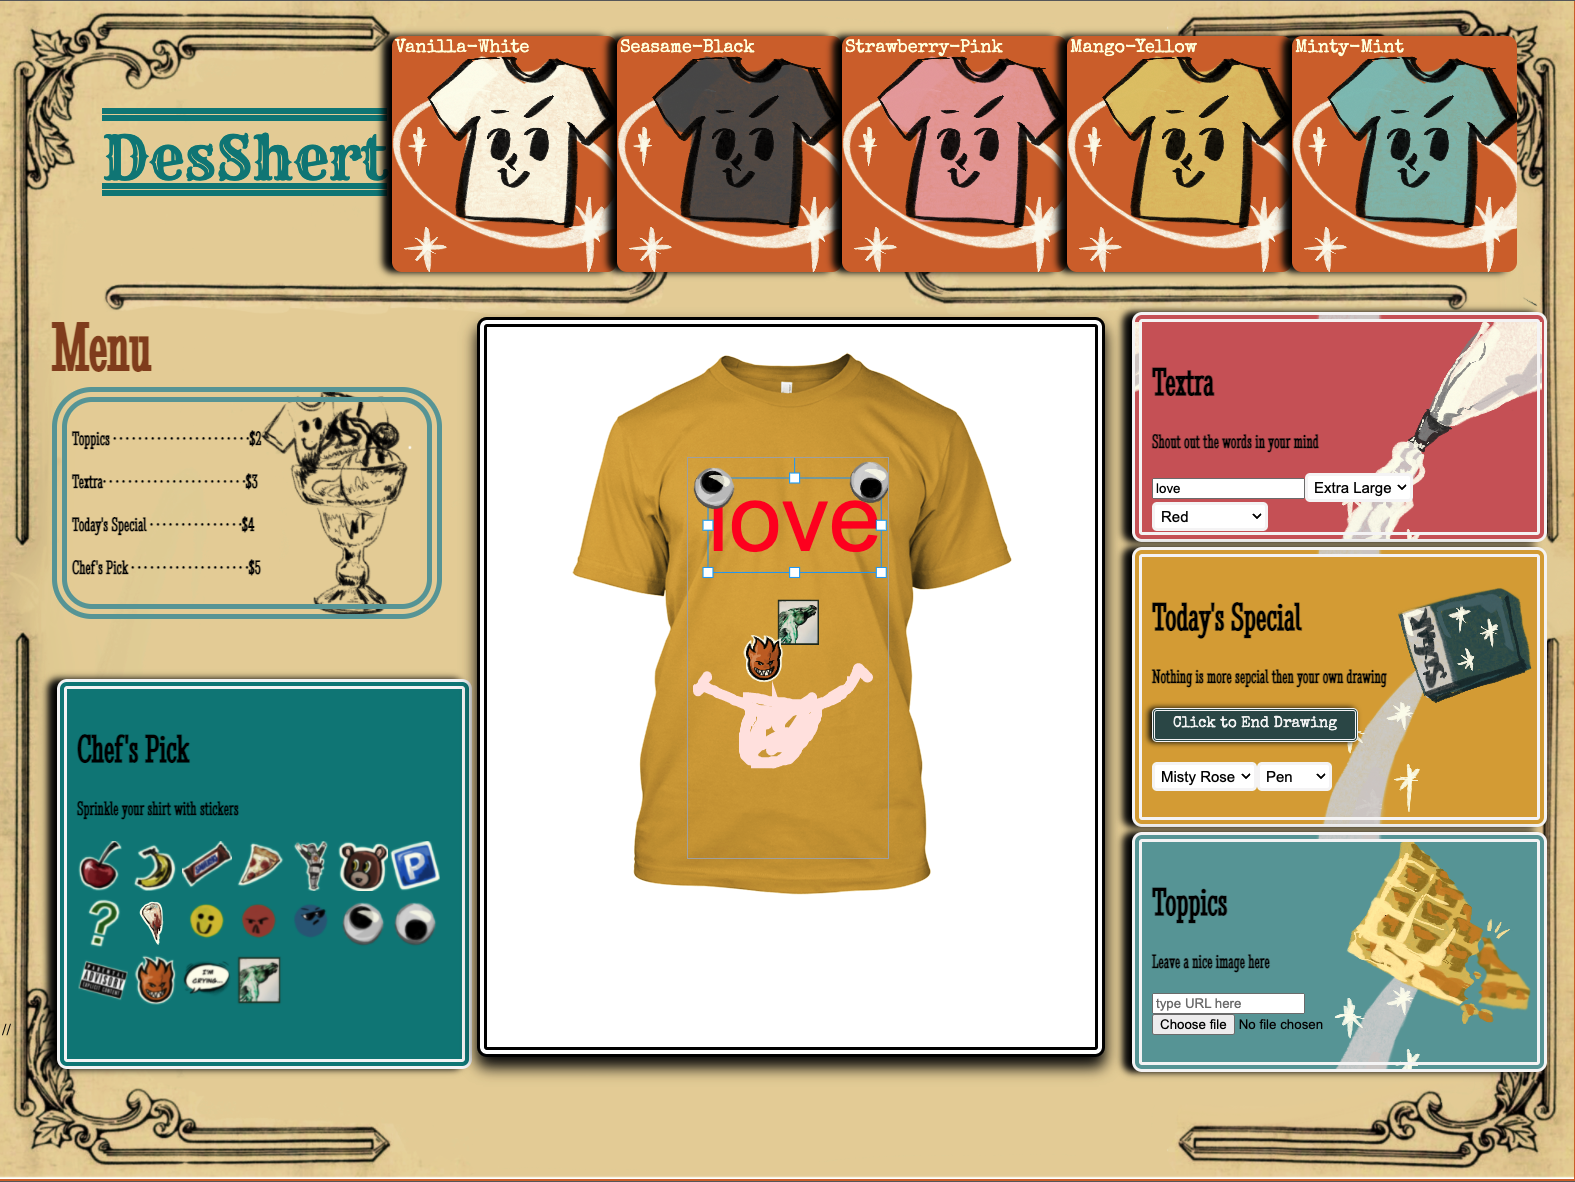 Vanilla-White
Seasame-Black
Strawberry-Pink
Mango-Yellow
Minty-Mint
DesShert
Menu
Toppics ······················$2
Textra···························$3
Today's Special ···············$4
Chef's Pick ···················$5
Chef's Pick
Sprinkle your shirt with stickers
P
?
PARENTAL
ADVISORY
EXPLICIT CONTENT
I'M
CRYING...
//
love
Textra
Shout out the words in your mind
love
Extra Large
Red
Today's Special
Nothing is more sepcial then your own drawing
Click to End Drawing
Misty Rose
Pen
SUGAR
Toppics
Leave a nice image here
type URL here
Choose file No file chosen